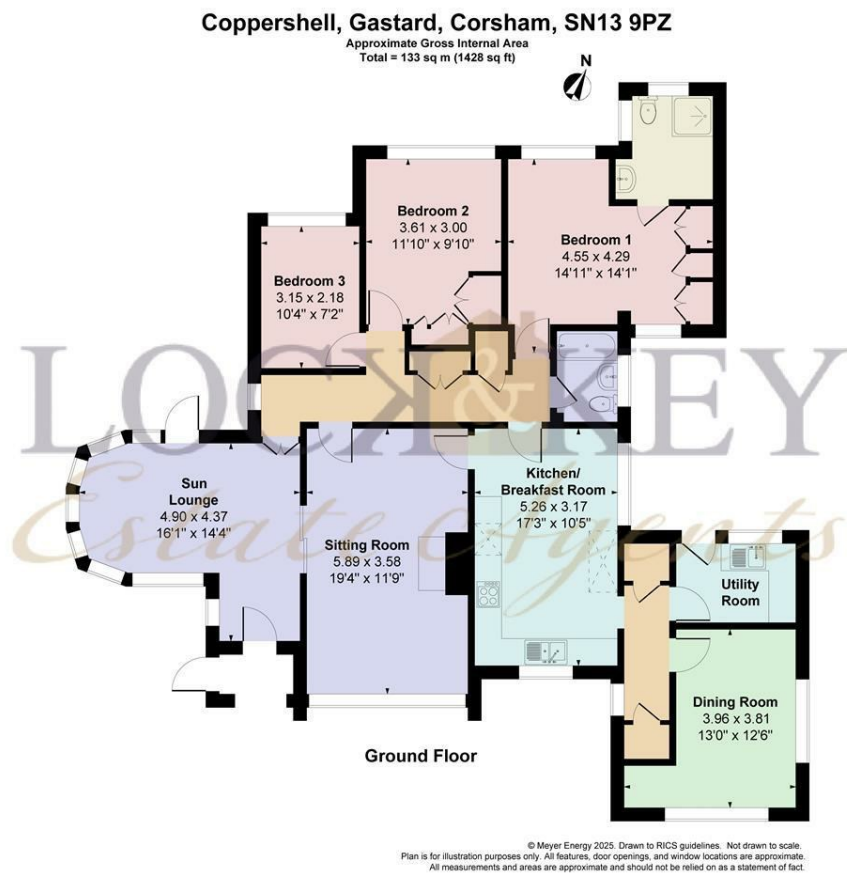 Coppershell, Gastard, Corsham, SN13 9PZ
Approximate Gross Internal Area
Total = 133 sq m (1428 sq ft)
N
Bedroom 2
3.61 x 3.00
11'10" x 9'10"
Bedroom 1
4.55 x 4.29
14'11" x 14'1"
Bedroom 3
3.15 x 2.18
10'4" x 7'2"
LOCK & KEY
Estate Agents
Sun
Lounge
4.90 x 4.37
16'1" x 14'4"
Sitting Room
5.89 x 3.58
19'4" x 11'9"
Kitchen/
Breakfast Room
5.26 x 3.17
17'3" x 10'5"
Utility
Room
Dining Room
3.96 x 3.81
13'0" x 12'6"
Ground Floor
© Meyer Energy 2025. Drawn to RICS guidelines. Not drawn to scale.
Plan is for illustration purposes only. All features, door openings, and window locations are approximate.
All measurements and areas are approximate and should not be relied on as a statement of fact.